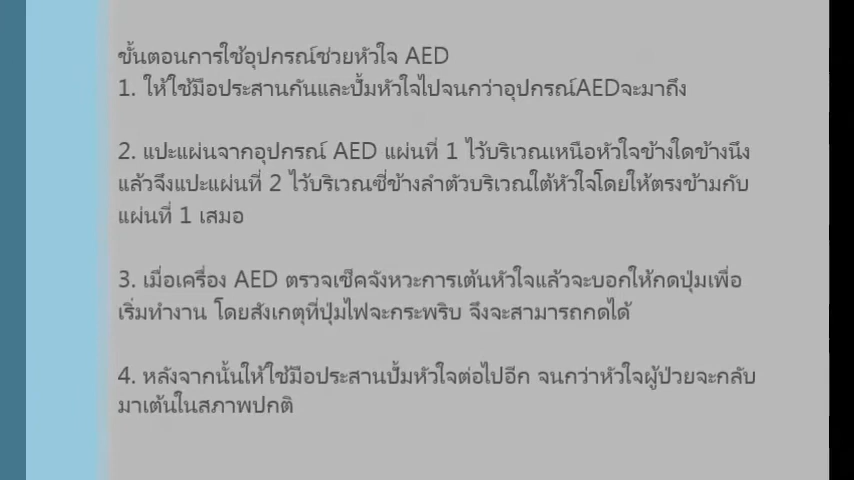 ขั้นตอนการใช้อุปกรณ์ช่วยหัวใจ AED
1. ให้ใช้มือประสานกันและปั้มหัวใจไปจนกว่าอุปกรณ์AEDจะมาถึง
2. แปะแผ่นจากอุปกรณ์ AED แผ่นที่ 1 ไว้บริเวณเหนือหัวใจข้างใดข้างนึง
แล้วจึงแปะแผ่นที่ 2 ไว้บริเวณซี่ข้างลำตัวบริเวณใต้หัวใจโดยให้ตรงข้ามกับ
แผ่นที่ 1 เสมอ
3. เมื่อเครื่อง AED ตรวจเช็คจังหวะการเต้นหัวใจแล้วจะบอกให้กดปุ่มเพื่อ
เริ่มทำงาน โดยสังเกตุที่ปุ่มไฟจะกระพริบ จึงจะสามารถกดได้
4. หลังจากนั้นให้ใช้มือประสานปั้มหัวใจต่อไปอีก จนกว่าหัวใจผู้ป่วยจะกลับ
มาเต้นในสภาพปกติ